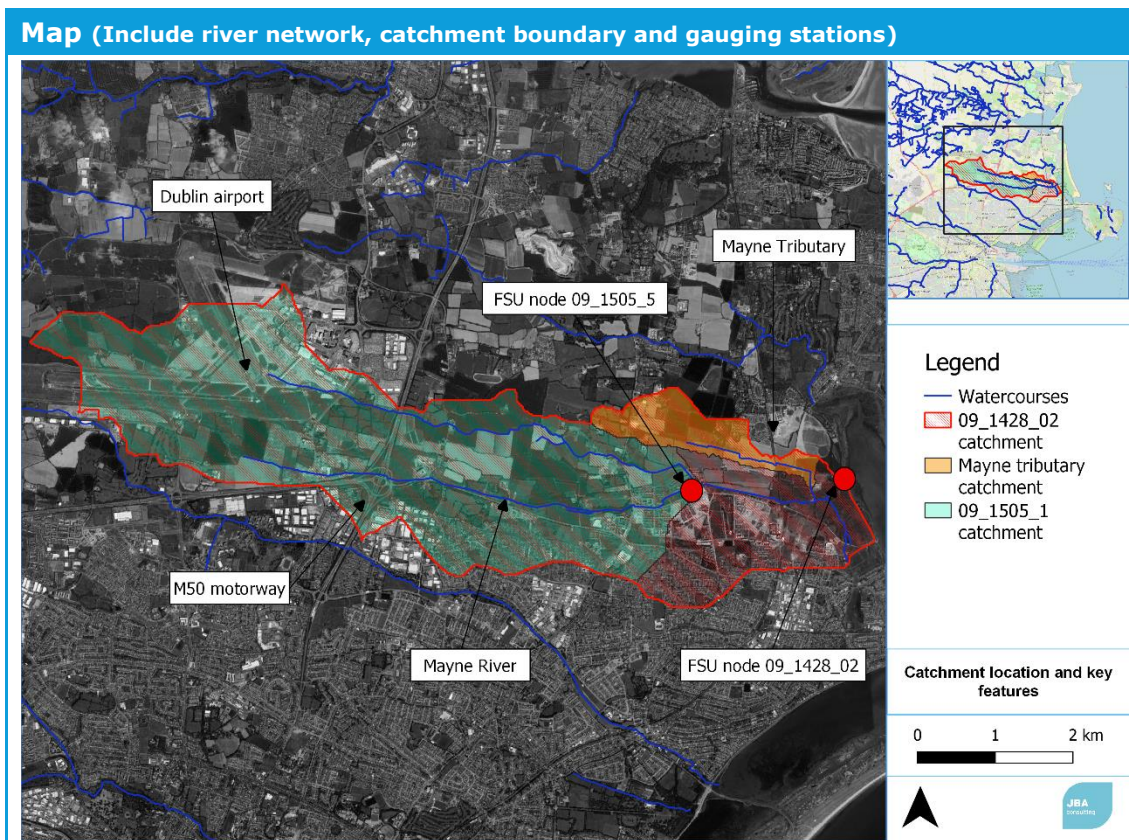 Map (Include river network, catchment boundary and gauging stations)
Dublin airport
Mayne Tributary
FSU node 09_1505_5
M50 motorway
Mayne River
FSU node 09_1428_02
Legend
Watercourses
09_1428_02
catchment
Mayne tributary
catchment
09_1505_1
catchment
Catchment location and key
features
0 1 2 km
JBA
consulting